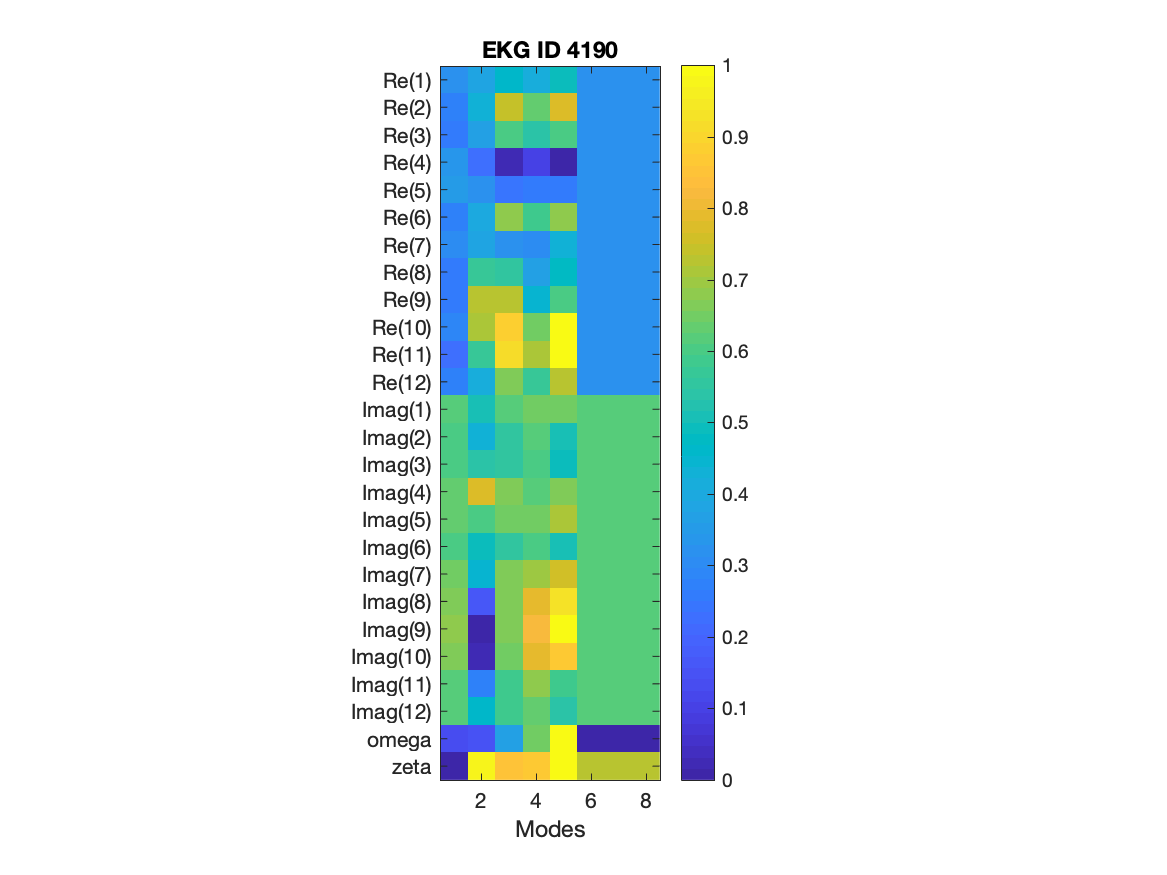 EKG ID 4190
Re(1)
Re(2)
Re(3)
Re(4)
Re(5)
Re(6)
Re(7)
Re(8)
Re(9)
Re(10)
Re(11)
Re(12)
Imag(1)
Imag(2)
Imag(3)
Imag(4)
Imag(5)
Imag(6)
Imag(7)
Imag(8)
Imag(9)
Imag(10)
Imag(11)
Imag(12)
omega
zeta
2 4 6 8
Modes
1
0.9
0.8
0.7
0.6
0.5
0.4
0.3
0.2
0.1
0